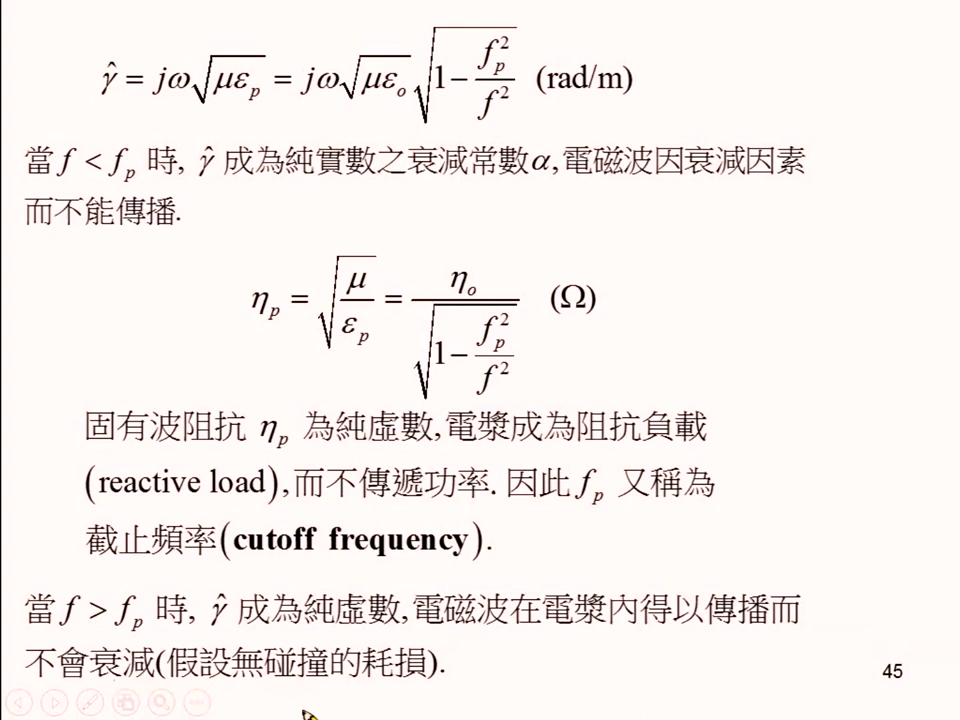 γ̂ = jω√(με_p) = jω√(με_o) √(1 − f_p²/f²) (rad/m)
當 f < f_p 時, γ̂ 成為純實數之衰減常數α,電磁波因衰減因素
而不能傳播.
η_p = √(μ/ε_p) = η_o / √(1 − f_p²/f²) (Ω)
固有波阻抗 η_p 為純虛數,電漿成為阻抗負載
(reactive load),而不傳遞功率. 因此 f_p 又稱為
截止頻率(cutoff frequency).
當 f > f_p 時, γ̂ 成為純虛數,電磁波在電漿內得以傳播而
不會衰減(假設無碰撞的耗損).
45